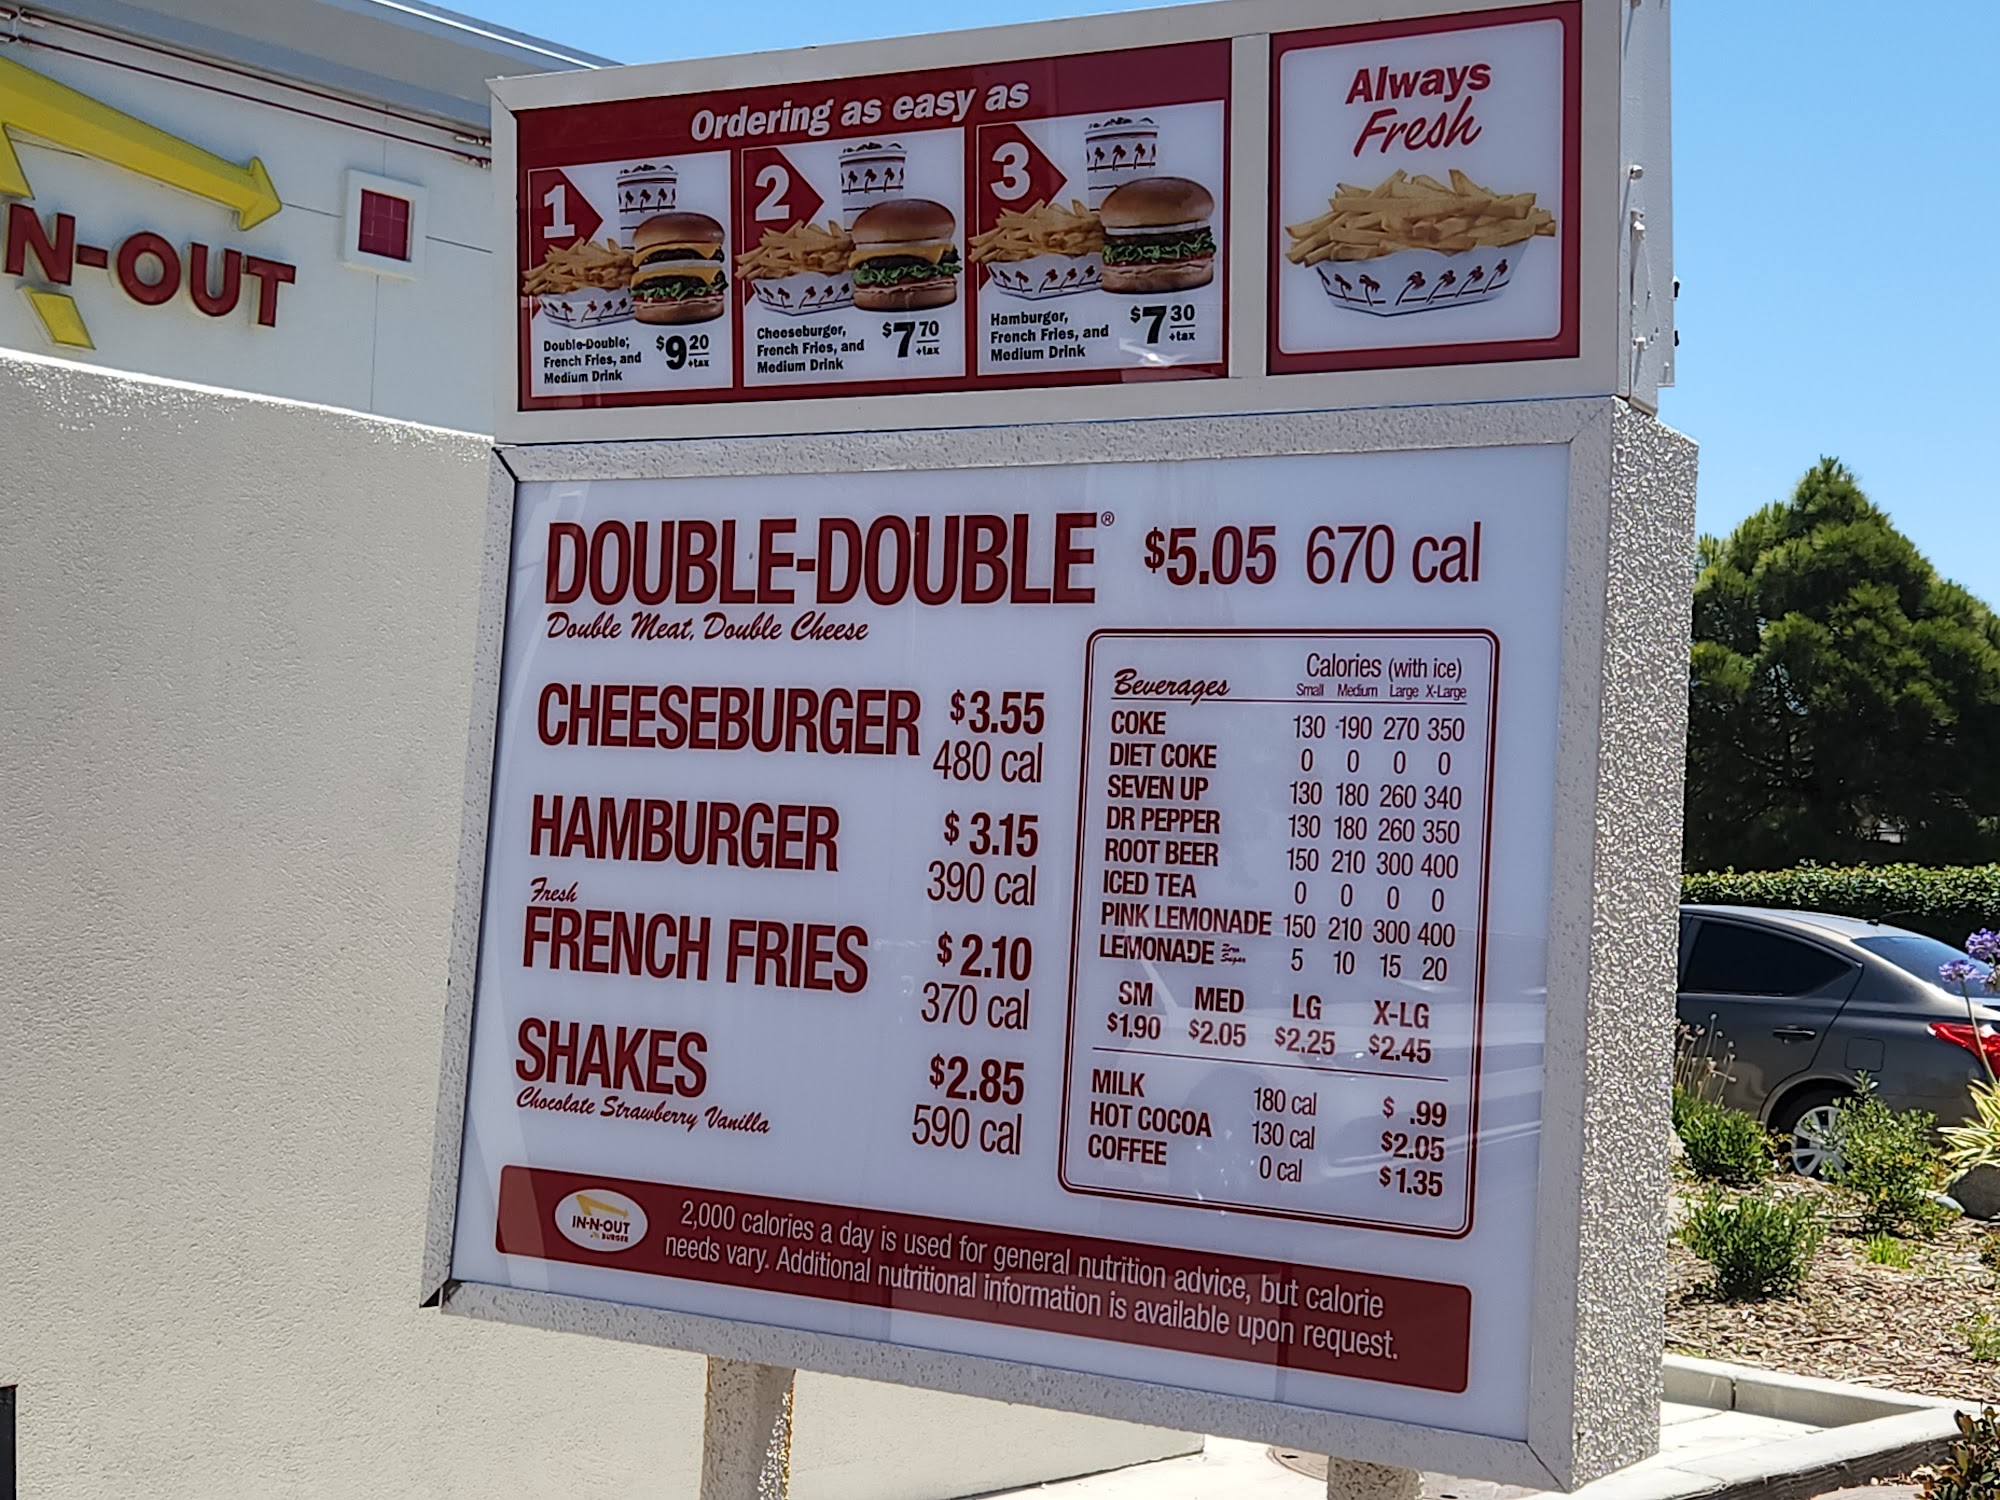 N-OUT
Ordering as easy as
1
Double-Double,
French Fries, and
Medium Drink
$9 20
+tax
2
Cheeseburger,
French Fries, and
Medium Drink
$7 70
+tax
3
Hamburger,
French Fries, and
Medium Drink
$7 30
+tax
Always
Fresh
DOUBLE-DOUBLE® $5.05 670 cal
Double Meat, Double Cheese
CHEESEBURGER $3.55
480 cal
HAMBURGER $3.15
390 cal
Fresh
FRENCH FRIES $2.10
370 cal
SHAKES $2.85
Chocolate Strawberry Vanilla
590 cal
Beverages Calories (with ice)
Small Medium Large X-Large
COKE 130 190 270 350
DIET COKE 0 0 0 0
SEVEN UP 130 180 260 340
DR PEPPER 130 180 260 350
ROOT BEER 150 210 300 400
ICED TEA 0 0 0 0
PINK LEMONADE 150 210 300 400
LEMONADE Zero Sugar 5 10 15 20
SM MED LG X-LG
$1.90 $2.05 $2.25 $2.45
MILK 180 cal $ .99
HOT COCOA 130 cal $2.05
COFFEE 0 cal $1.35
IN-N-OUT
BURGER
2,000 calories a day is used for general nutrition advice, but calorie
needs vary. Additional nutritional information is available upon request.